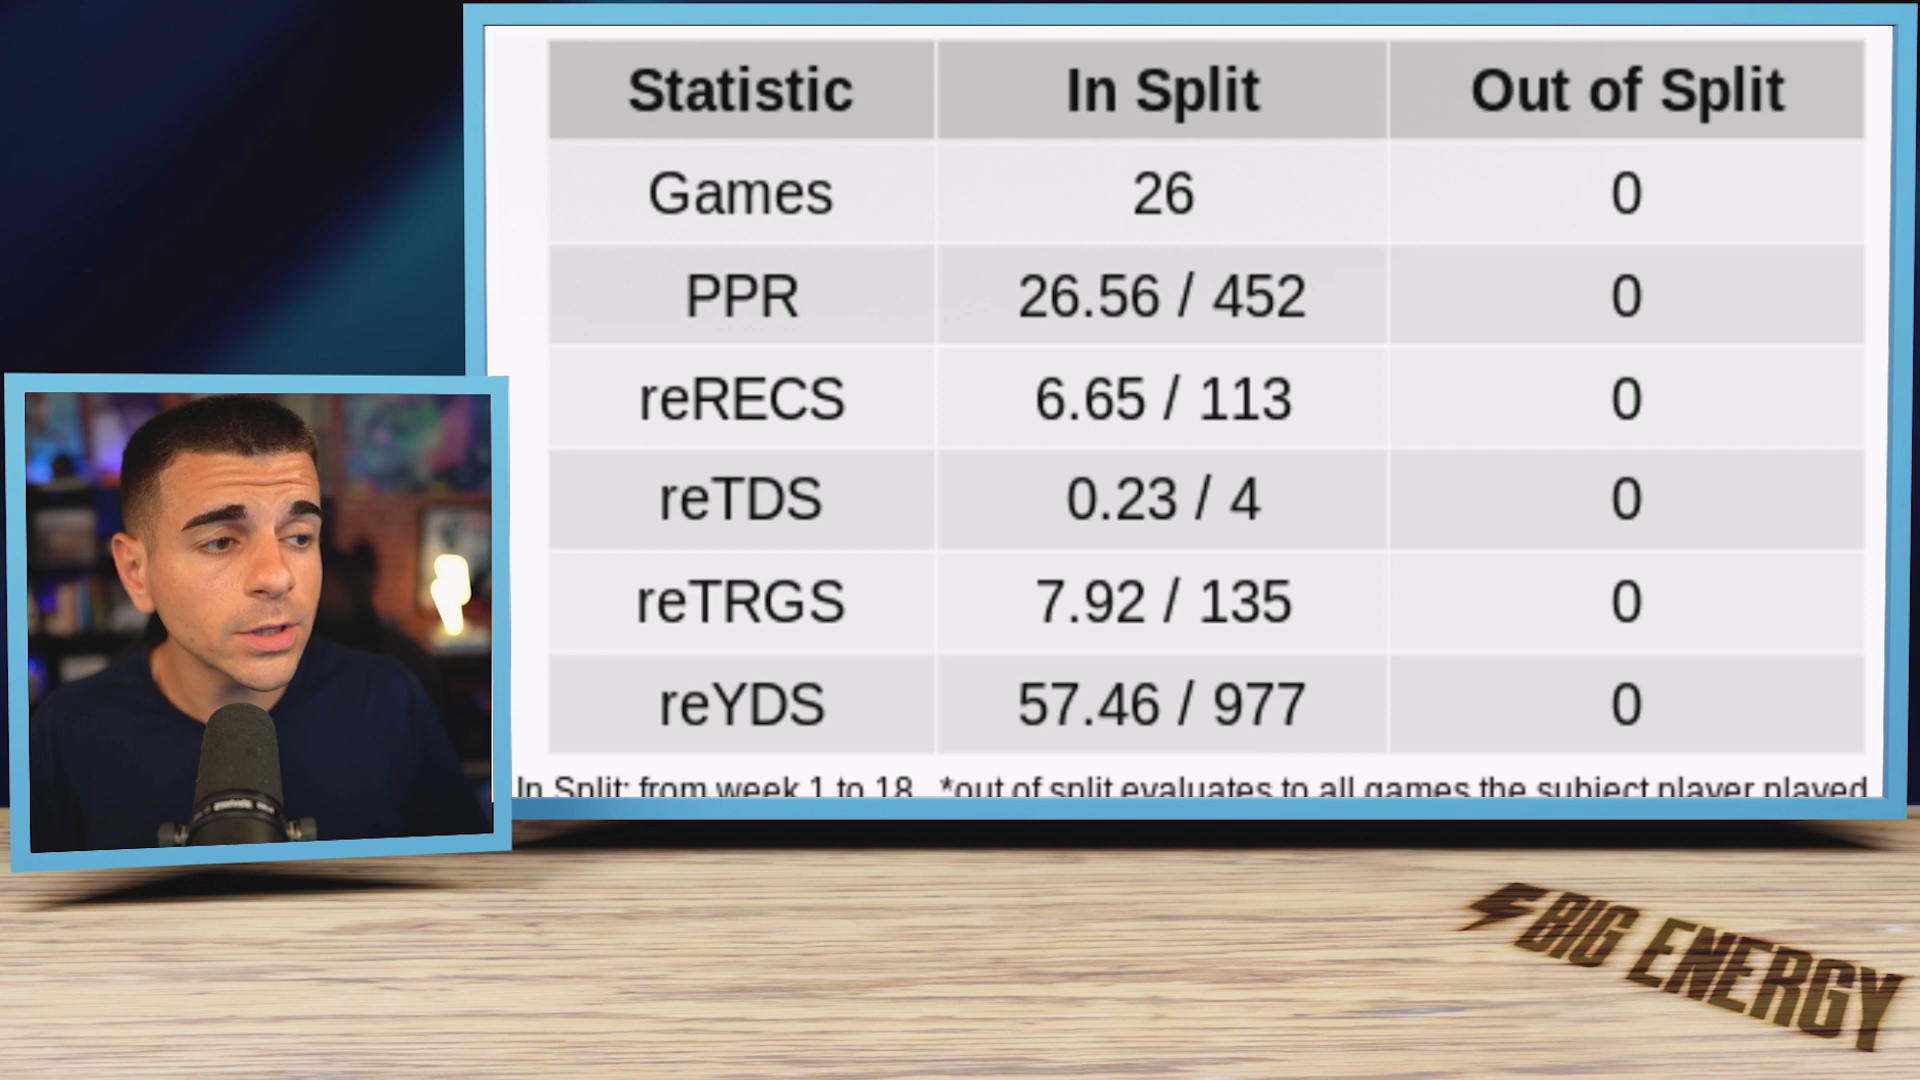 Statistic In Split Out of Split
Games 26 0
PPR 26.56 / 452 0
reRECS 6.65 / 113 0
reTDS 0.23 / 4 0
reTRGS 7.92 / 135 0
reYDS 57.46 / 977 0
In Split: from week 1 to 18 *out of split evaluates to all games the subject player played
BIG ENERGY